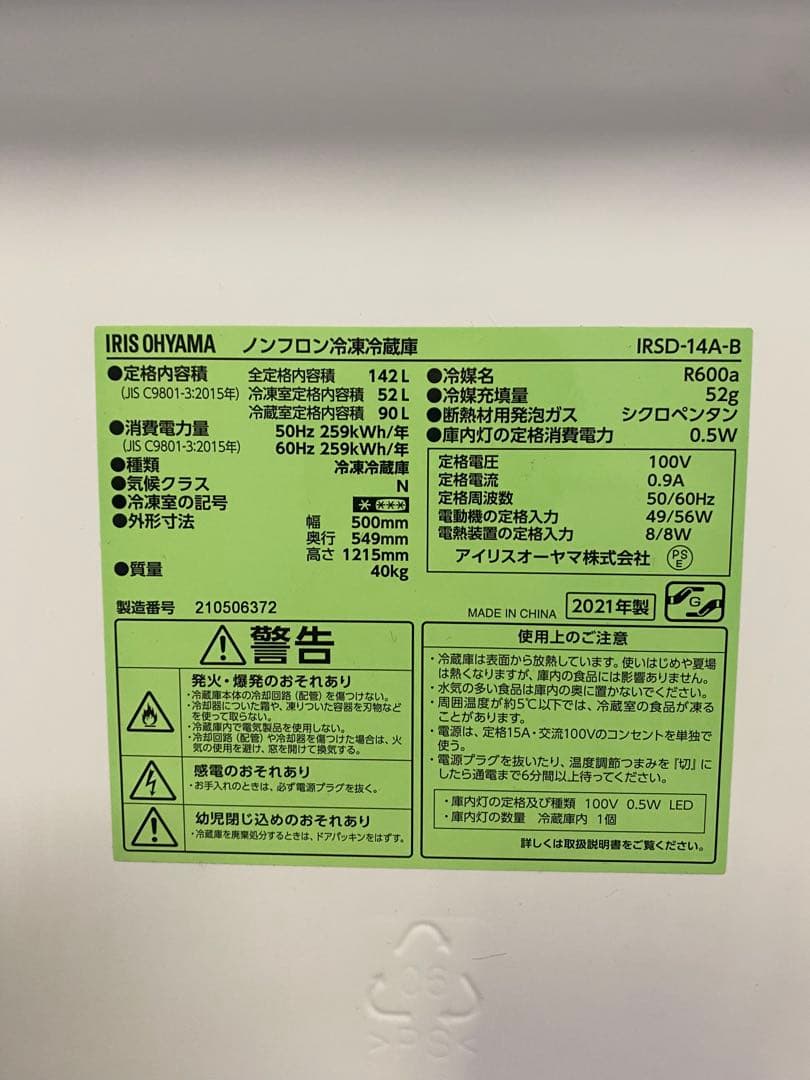 IRIS OHYAMA ノンフロン冷凍冷蔵庫 IRSD-14A-B
●定格内容積 全定格内容積 142L
(JIS C9801-3:2015年) 冷凍室定格内容積 52L
冷蔵室定格内容積 90L
●消費電力量 50Hz 259kWh/年
(JIS C9801-3:2015年) 60Hz 259kWh/年
●種類 冷凍冷蔵庫
●気候クラス N
●冷凍室の記号 * ***
●外形寸法 幅 500mm
奥行 549mm
高さ 1215mm
●質量 40kg
●冷媒名 R600a
●冷媒充填量 52g
●断熱材用発泡ガス シクロペンタン
●庫内灯の定格消費電力 0.5W
定格電圧 100V
定格電流 0.9A
定格周波数 50/60Hz
電動機の定格入力 49/56W
電熱装置の定格入力 8/8W
アイリスオーヤマ株式会社 PSE
製造番号 210506372
MADE IN CHINA 2021年製 G
警告
発火・爆発のおそれあり
・冷蔵庫本体の冷却回路(配管)を傷つけない。
・冷却器についた霜や、凍りついた容器を刃物など
を使って取らない。
・冷蔵庫内で電気製品を使用しない。
・冷却回路(配管)や冷却器を傷つけた場合は、火
気の使用を避け、窓を開けて換気する。
感電のおそれあり
・お手入れのときは、必ず電源プラグを抜く。
幼児閉じ込めのおそれあり
・冷蔵庫を廃棄処分するときは、ドアパッキンをはずす。
使用上のご注意
・冷蔵庫は表面から放熱しています。使いはじめや夏場
は熱くなりますが、庫内の食品には影響ありません。
・水気の多い食品は庫内の奥に置かないでください。
・周囲温度が約5℃以下では、冷蔵室の食品が凍る
ことがあります。
・電源は、定格15A・交流100Vのコンセントを単独で
使う。
・電源プラグを抜いたり、温度調節つまみを「切」に
したら通電まで6分間以上待ってください。
・庫内灯の定格及び種類 100V 0.5W LED
・庫内灯の数量 冷蔵庫内 1個
詳しくは取扱説明書をご覧ください。
06
>PS<